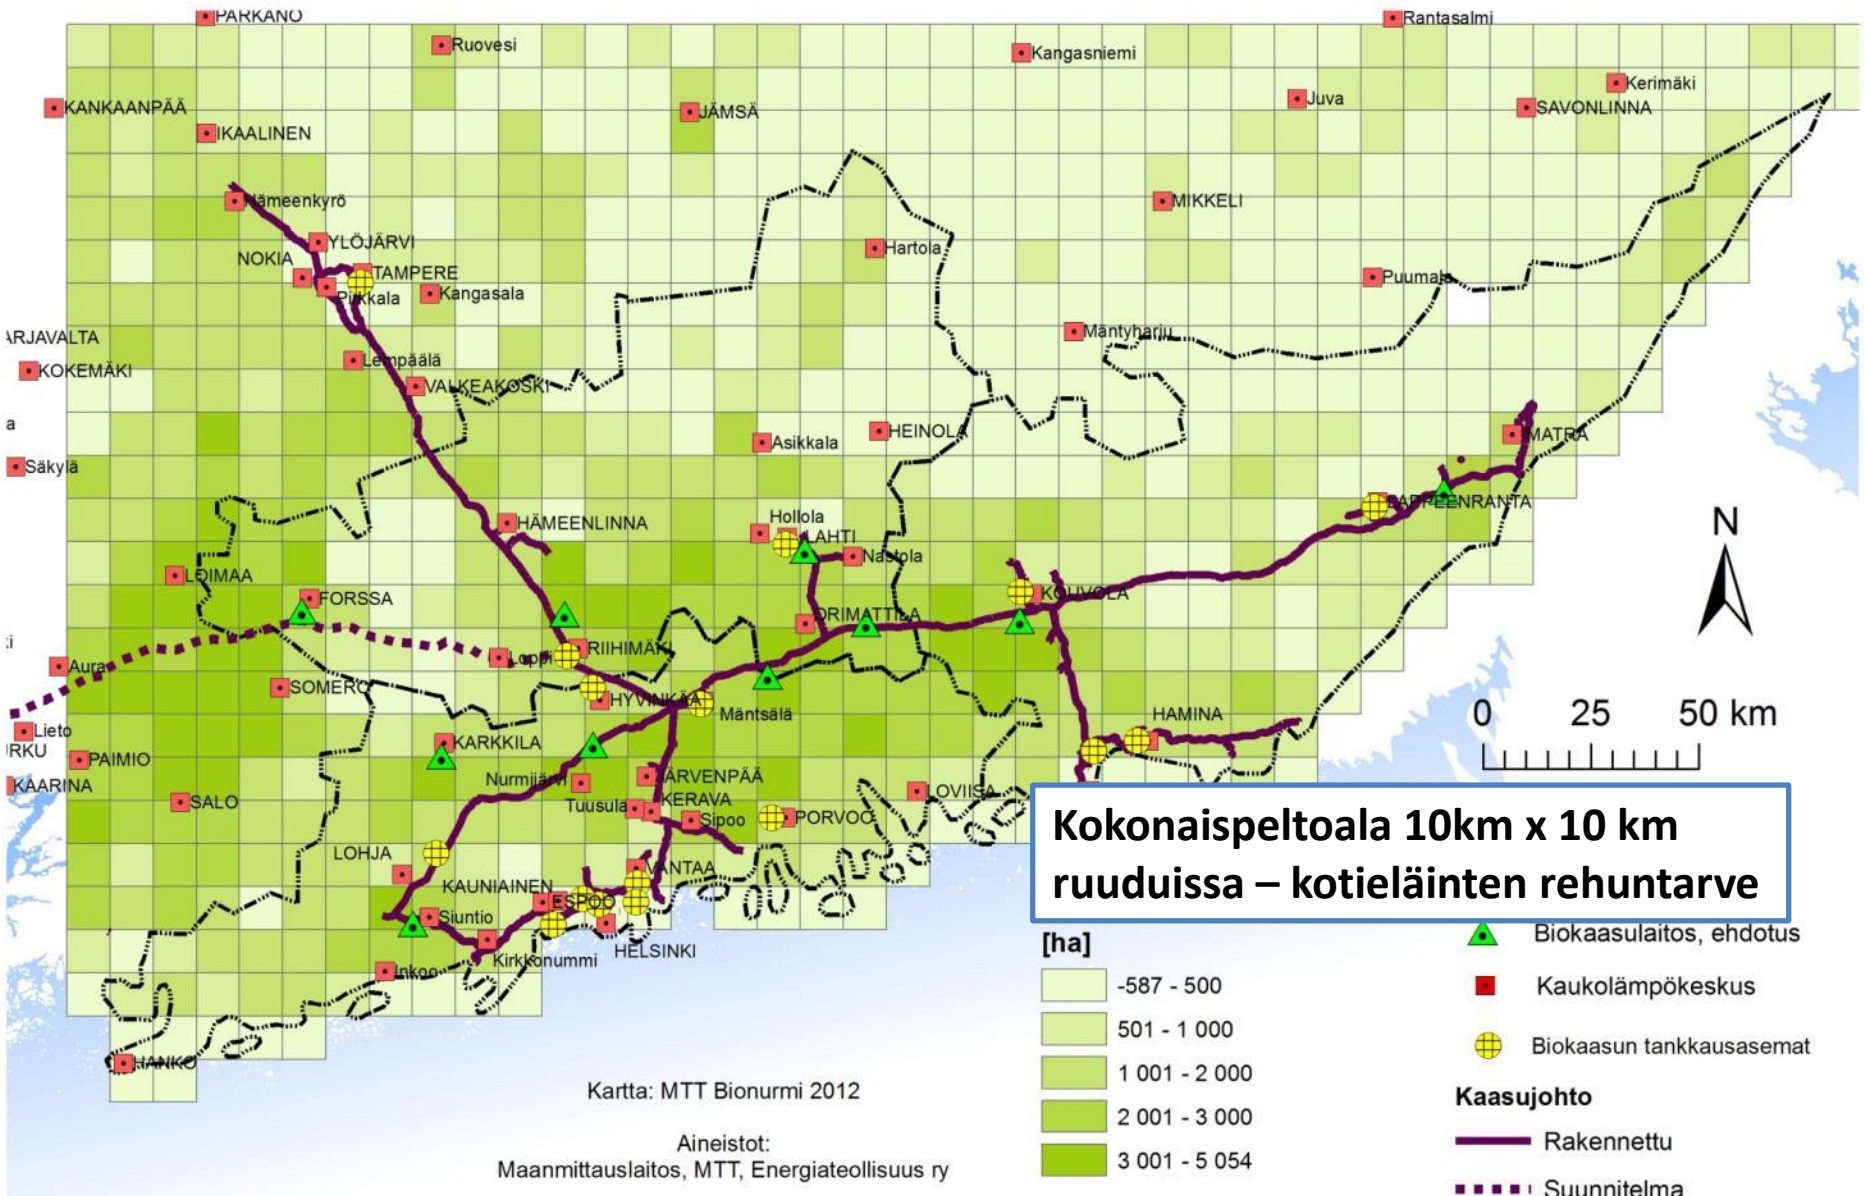 PARKANO
Rantasalmi
Ruovesi
Kangasniemi
Kerimäki
KANKAANPÄÄ
JÄMSÄ
Juva
SAVONLINNA
IKAALINEN
Hämeenkyrö
MIKKELI
YLÖJÄRVI
Hartola
NOKIA
TAMPERE
Puumala
Pirkkala
Kangasala
ARJAVALTA
Mäntyharju
Lempäälä
KOKEMÄKI
VALKEAKOSKI
a
Asikkala
HEINOLA
IMATRA
Säkylä
LAPPEENRANTA
Hollola
HÄMEENLINNA
LAHTI
Nastola
N
LOIMAA
FORSSA
KOUVOLA
ORIMATTILA
ki
RIIHIMÄKI
Loppi
Aura
SOMERO
HYVINKÄÄ
Mäntsälä
HAMINA
0 25 50 km
Lieto
URKU
KARKKILA
PAIMIO
Nurmijärvi
JÄRVENPÄÄ
KAARINA
LOVIISA
SALO
Tuusula
KERAVA
Sipoo
PORVOO
Kokonaispeltoala 10km x 10 km
ruuduissa – kotieläinten rehuntarve
LOHJA
VANTAA
KAUNIAINEN
ESPOO
Siuntio
HELSINKI
Kirkkonummi
Inkoo
HANKO
[ha]
-587 - 500
501 - 1 000
1 001 - 2 000
2 001 - 3 000
3 001 - 5 054
Biokaasulaitos, ehdotus
Kaukolämpökeskus
Biokaasun tankkausasemat
Kaasujohto
Rakennettu
Suunnitelma
Kartta: MTT Bionurmi 2012
Aineistot:
Maanmittauslaitos, MTT, Energiateollisuus ry